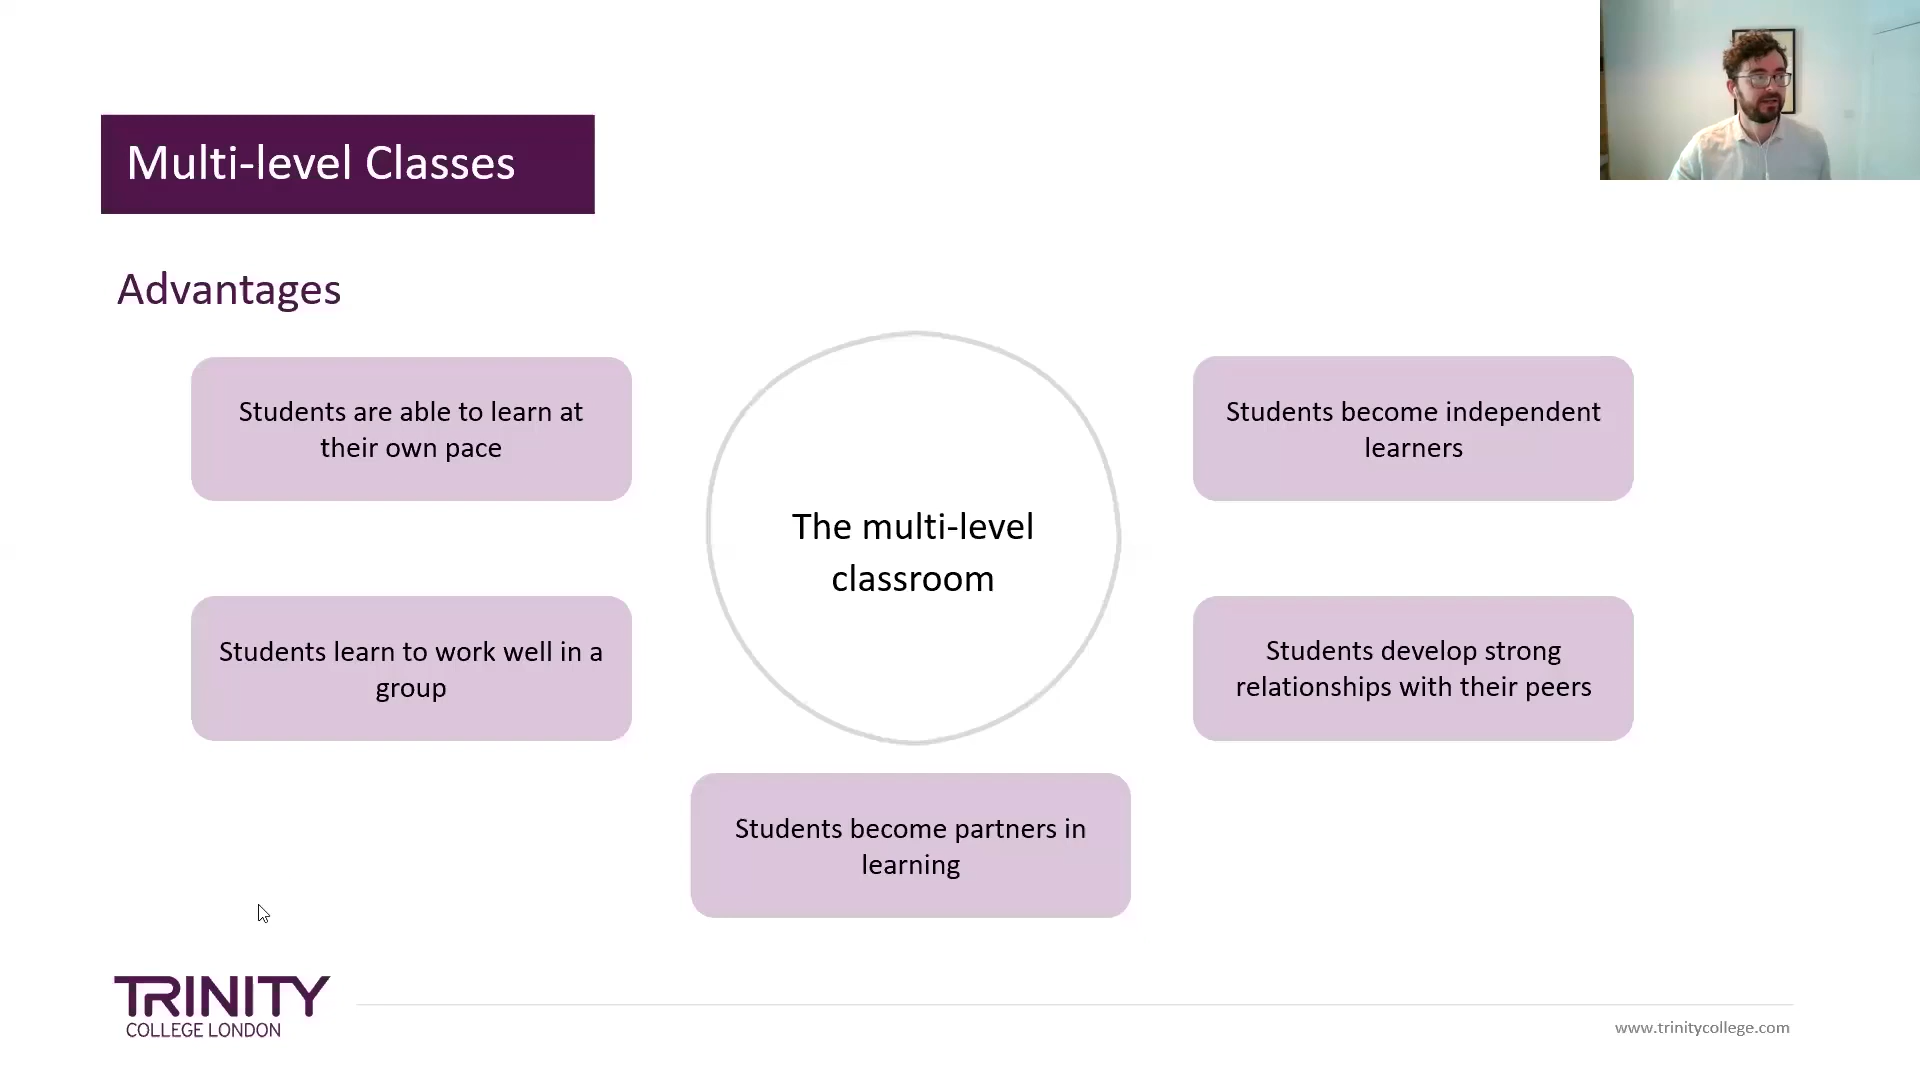 Multi-level Classes
Advantages
Students are able to learn at
their own pace
Students become independent
learners
The multi-level
classroom
Students learn to work well in a
group
Students develop strong
relationships with their peers
Students become partners in
learning
TRINITY
COLLEGE LONDON
www.trinitycollege.com